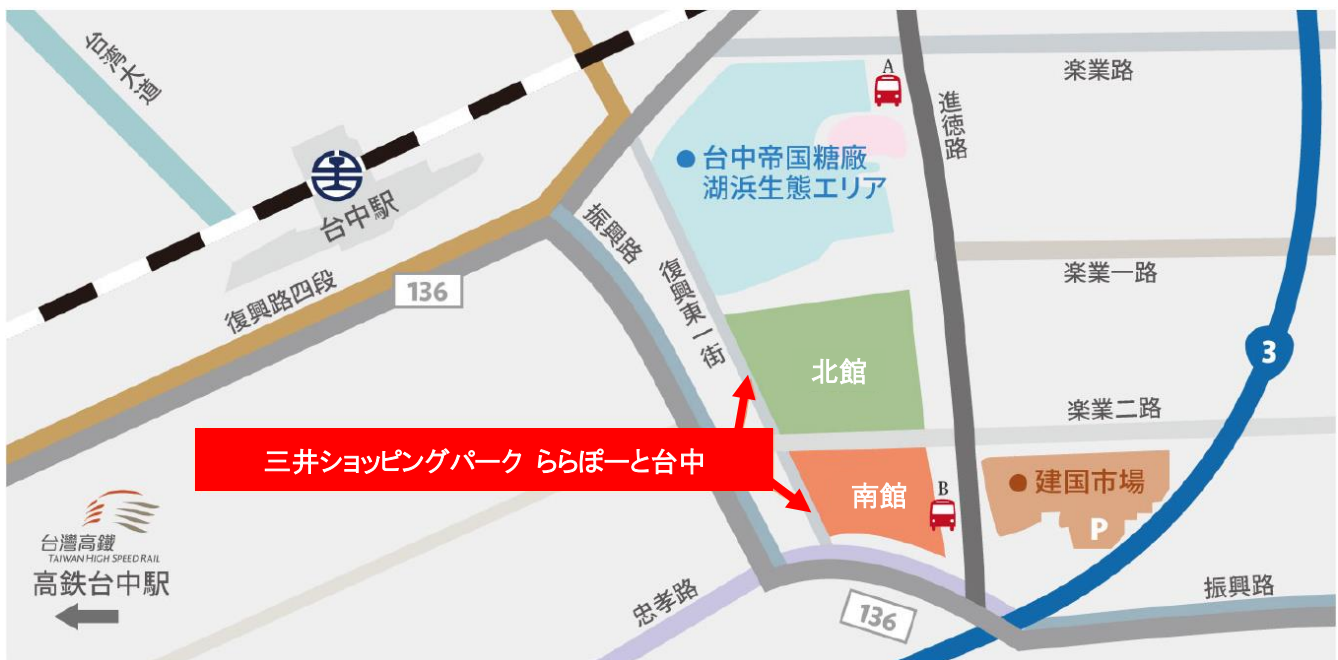 台湾大道
楽業路
A
進徳路
台中帝国糖廠
湖浜生態エリア
台中駅
振興路
復興東一街
楽業一路
136
復興路四段
3
北館
楽業二路
三井ショッピングパーク ららぽーと台中
南館
B
建国市場
P
台灣高鐵
TAIWAN HIGH SPEED RAIL
高鉄台中駅
忠孝路
136
振興路